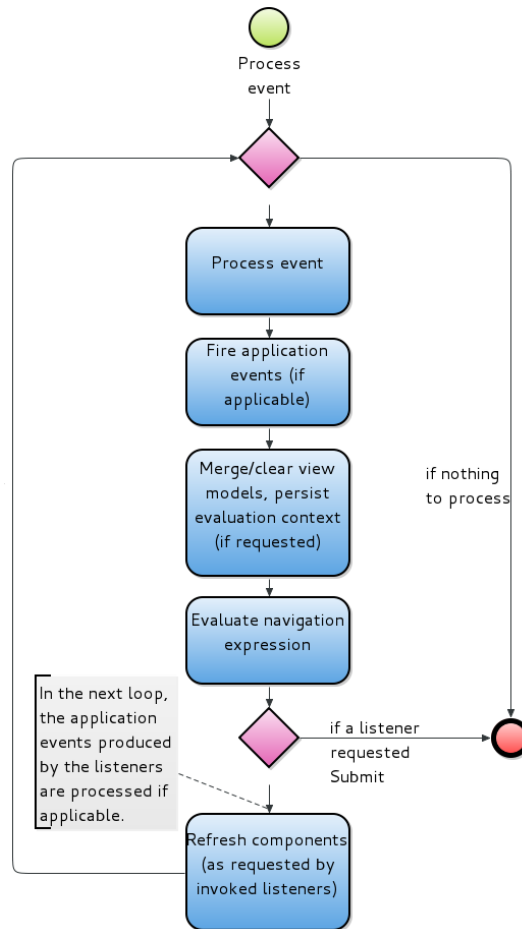 Process
event
Process event
Fire application
events (if
applicable)
Merge/clear view
models, persist
evaluation context
(if requested)
if nothing
to process
Evaluate navigation
expression
In the next loop,
the application
events produced
by the listeners
are processed if
applicable.
if a listener
requested
Submit
Refresh components
(as requested by
invoked listeners)